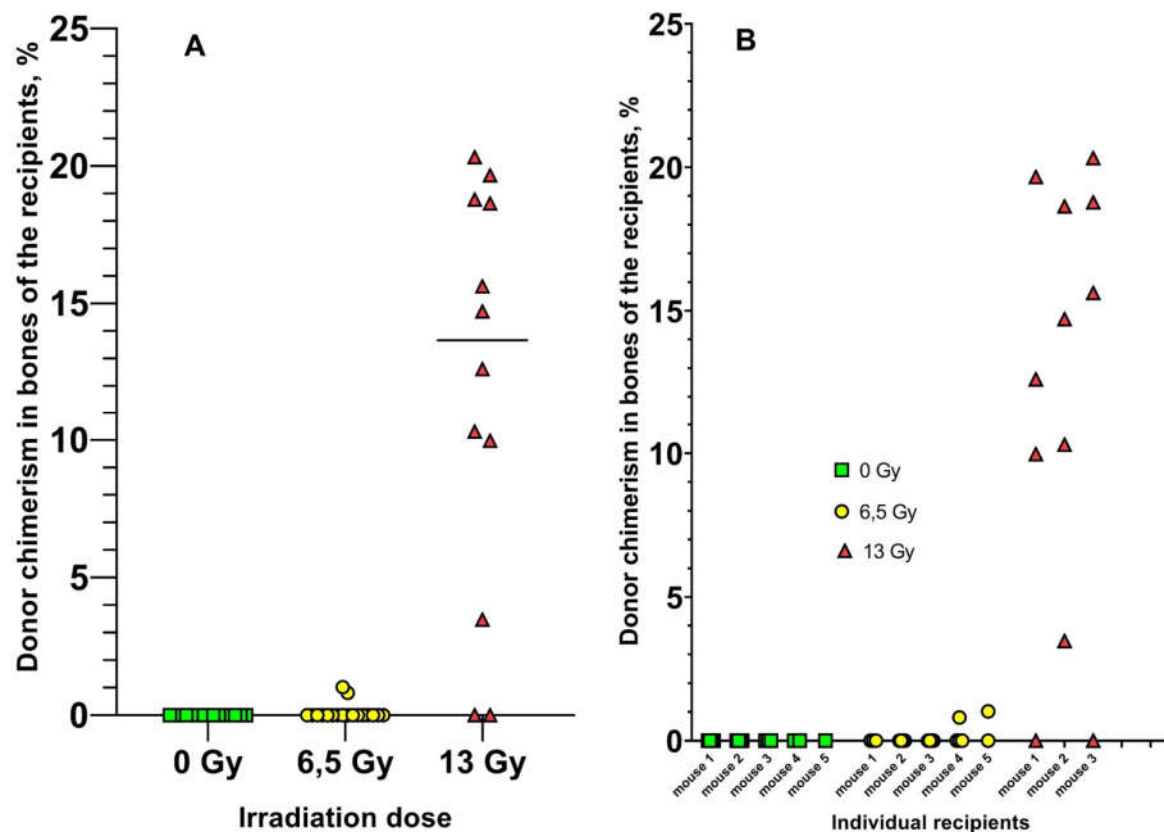 A
Donor chimerism in bones of the recipients, %
25
20
15
10
5
0
0 Gy
6,5 Gy
13 Gy
Irradiation dose
B
Donor chimerism in bones of the recipients, %
25
20
15
10
5
0
0 Gy
6,5 Gy
13 Gy
mouse 1
mouse 2
mouse 3
mouse 4
mouse 5
mouse 1
mouse 2
mouse 3
mouse 4
mouse 5
mouse 1
mouse 2
mouse 3
Individual recipients